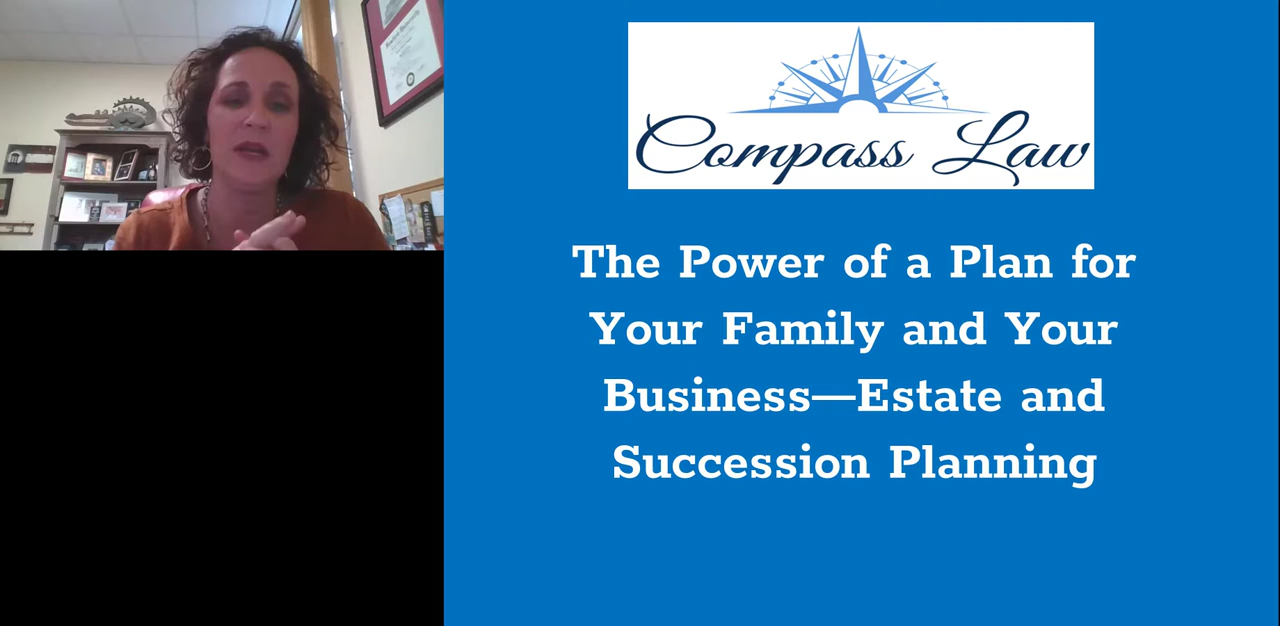 Compass Law
The Power of a Plan for
Your Family and Your
Business—Estate and
Succession Planning